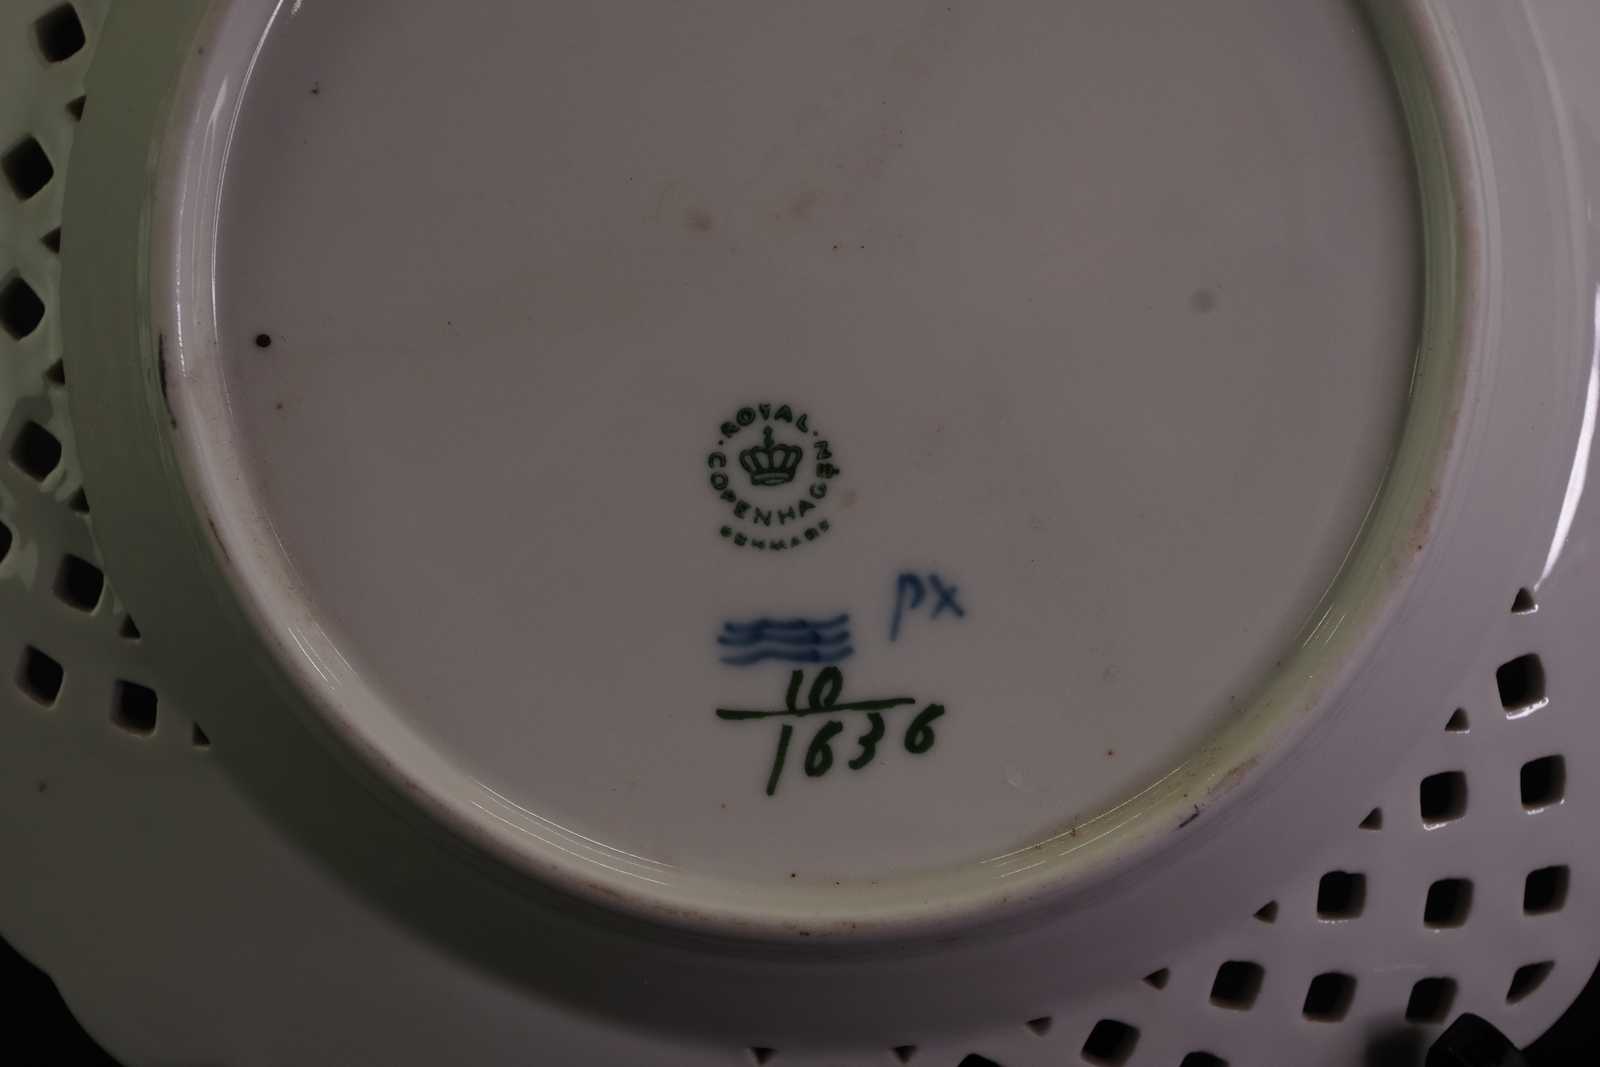 ROYAL
COPENHAGEN
DENMARK
PX
10
1636